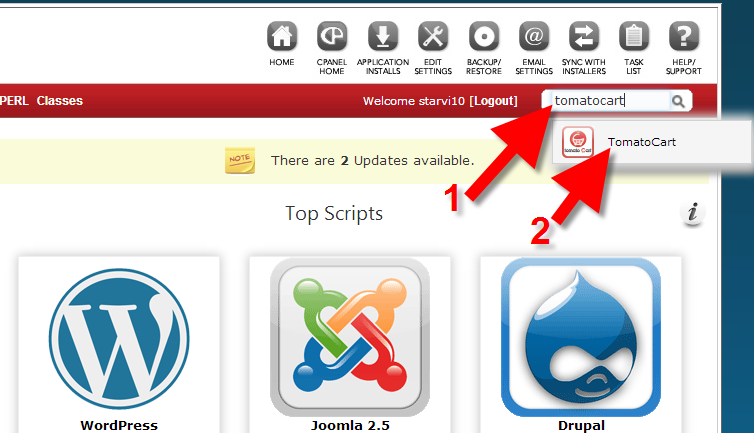 HOME
CPANEL HOME
APPLICATION INSTALLS
EDIT SETTINGS
BACKUP/ RESTORE
EMAIL SETTINGS
SYNC WITH INSTALLERS
TASK LIST
HELP/ SUPPORT
PERL Classes
Welcome starvi10 [Logout]
tomatocart
tomato Cart
TomatoCart
1
2
NOTE
There are 2 Updates available.
Top Scripts
i
WordPress
Joomla 2.5
Drupal